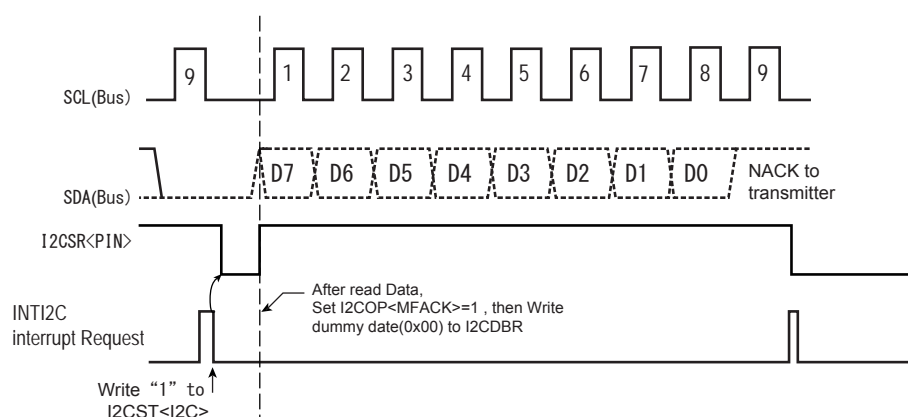 9 1 2 3 4 5 6 7 8 9
SCL(Bus)
D7 D6 D5 D4 D3 D2 D1 D0
NACK to
transmitter
SDA(Bus)
I2CSR<PIN>
After read Data,
Set I2COP<MFACK>=1 , then Write
dummy date(0x00) to I2CDBR
INTI2C
interrupt Request
Write “1” to
I2CST<I2C>